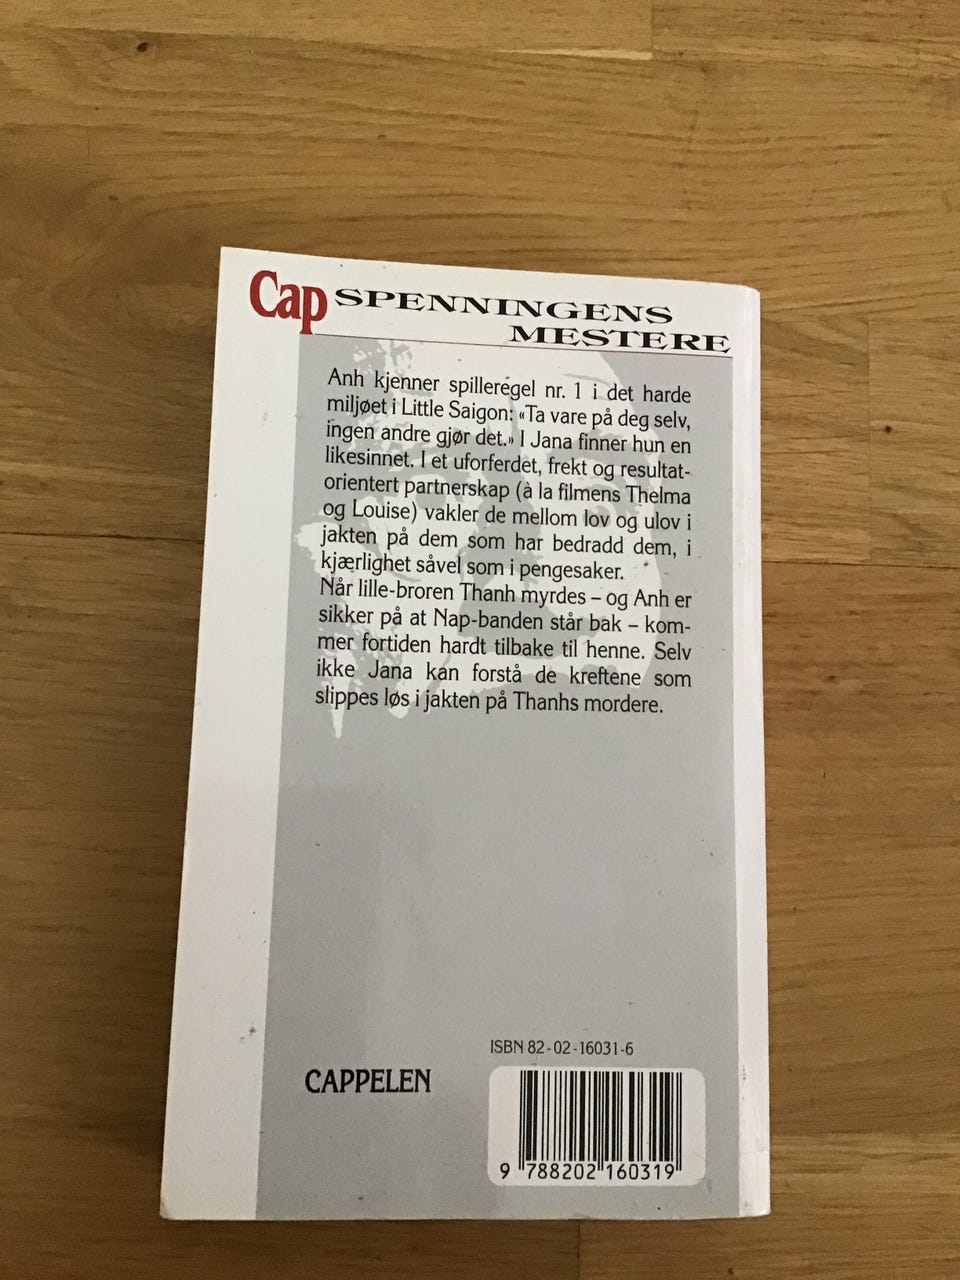 Cap SPENNINGENS
MESTERE
Anh kjenner spilleregel nr. 1 i det harde
miljøet i Little Saigon: «Ta vare på deg selv,
ingen andre gjør det.» I Jana finner hun en
likesinnet. I et uforferdet, frekt og resultat-
orientert partnerskap (à la filmens Thelma
og Louise) vakler de mellom lov og ulov i
jakten på dem som har bedradd dem, i
kjærlighet såvel som i pengesaker.
Når lille-broren Thanh myrdes – og Anh er
sikker på at Nap-banden står bak – kom-
mer fortiden hardt tilbake til henne. Selv
ikke Jana kan forstå de kreftene som
slippes løs i jakten på Thanhs mordere.
ISBN 82-02-16031-6
CAPPELEN
9 788202 160319